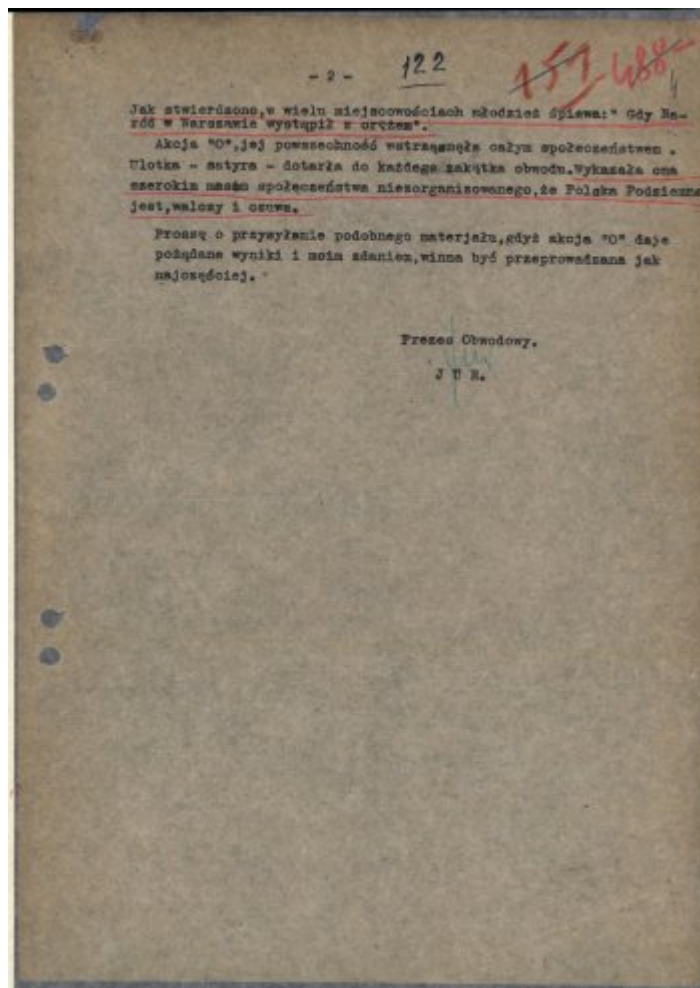 - 2 -
122
151
488
Jak stwierdzono,w wielu miejscowościach młodzież śpiewa:" Gdy Na-
ród w Warszawie wystąpił z orężem".
Akcja "O",jej powszechność wstrząsnęła całym społeczeństwem .
Ulotka - satyra - dotarła do każdego zakątka obwodu.Wykazała ona
szerokim masom społeczeństwa niezorganizowanego,że Polska Podziemna
jest,walczy i czuwa.
Proszę o przysyłanie podobnego materjału,gdyż akcja "O" daje
pożądane wyniki i moim zdaniem,winna być przeprowadzana jak
najczęściej.
Prezes Obwodowy.
J U R.